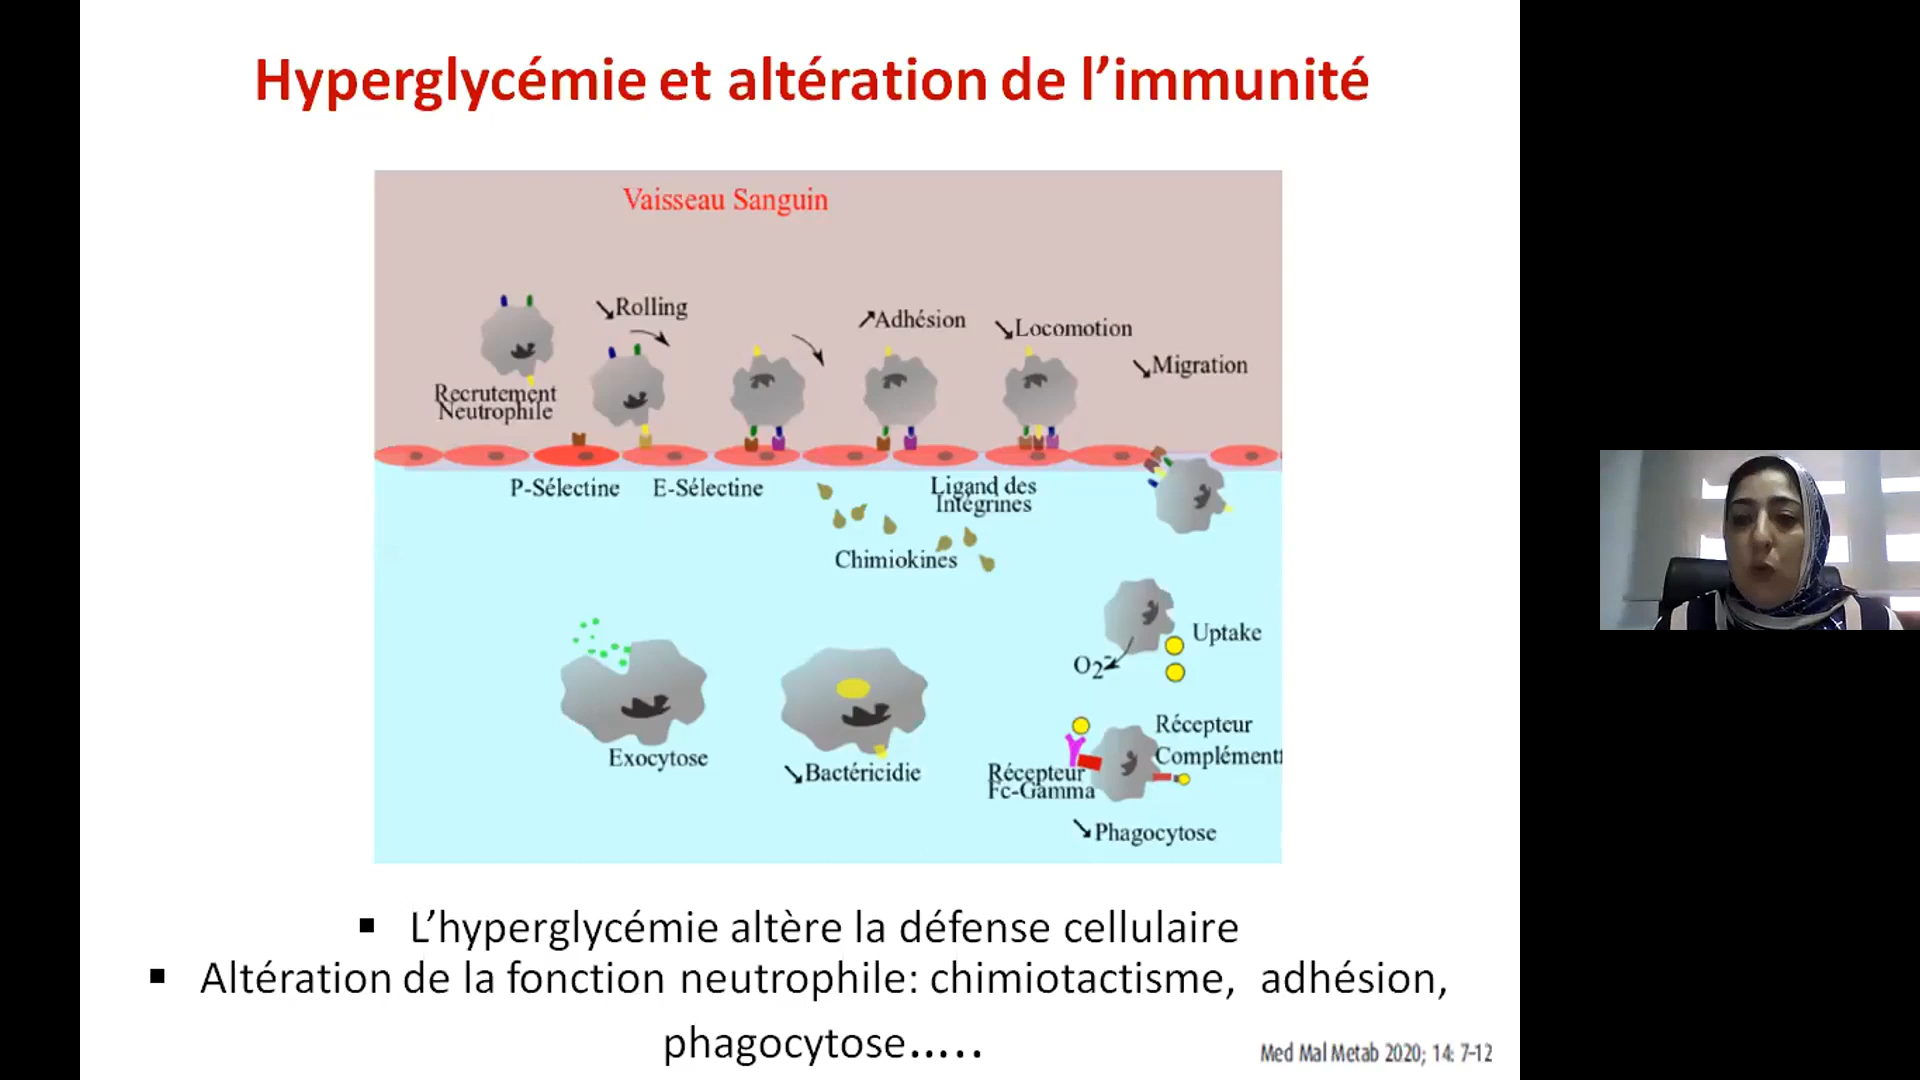 Hyperglycémie et altération de l’immunité
Vaisseau Sanguin
↘Rolling
↗Adhésion
↘Locomotion
↘Migration
Recrutement
Neutrophile
P-Sélectine
E-Sélectine
Ligand des
Intégrines
Chimiokines
Uptake
O2-
Exocytose
↘Bactéricidie
Récepteur
Complément
Récepteur
Fc-Gamma
↘Phagocytose
▪ L’hyperglycémie altère la défense cellulaire
▪ Altération de la fonction neutrophile: chimiotactisme, adhésion,
phagocytose…..
Med Mal Metab 2020; 14: 7-12